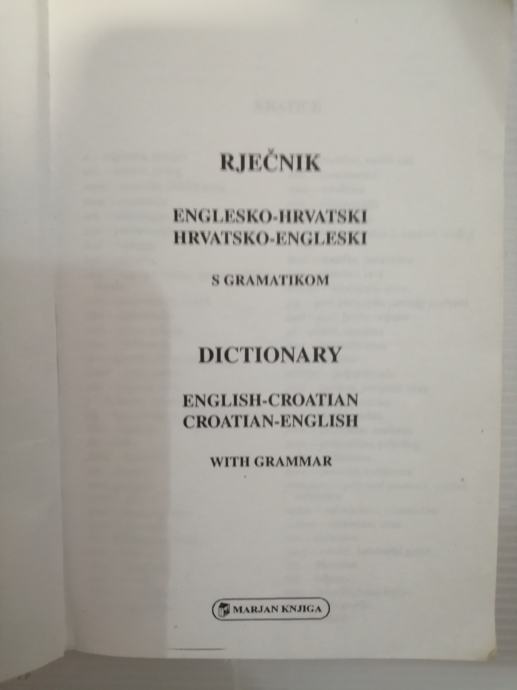 RJEČNIK
ENGLESKO-HRVATSKI
HRVATSKO-ENGLESKI
S GRAMATIKOM
DICTIONARY
ENGLISH-CROATIAN
CROATIAN-ENGLISH
WITH GRAMMAR
MARJAN KNJIGA